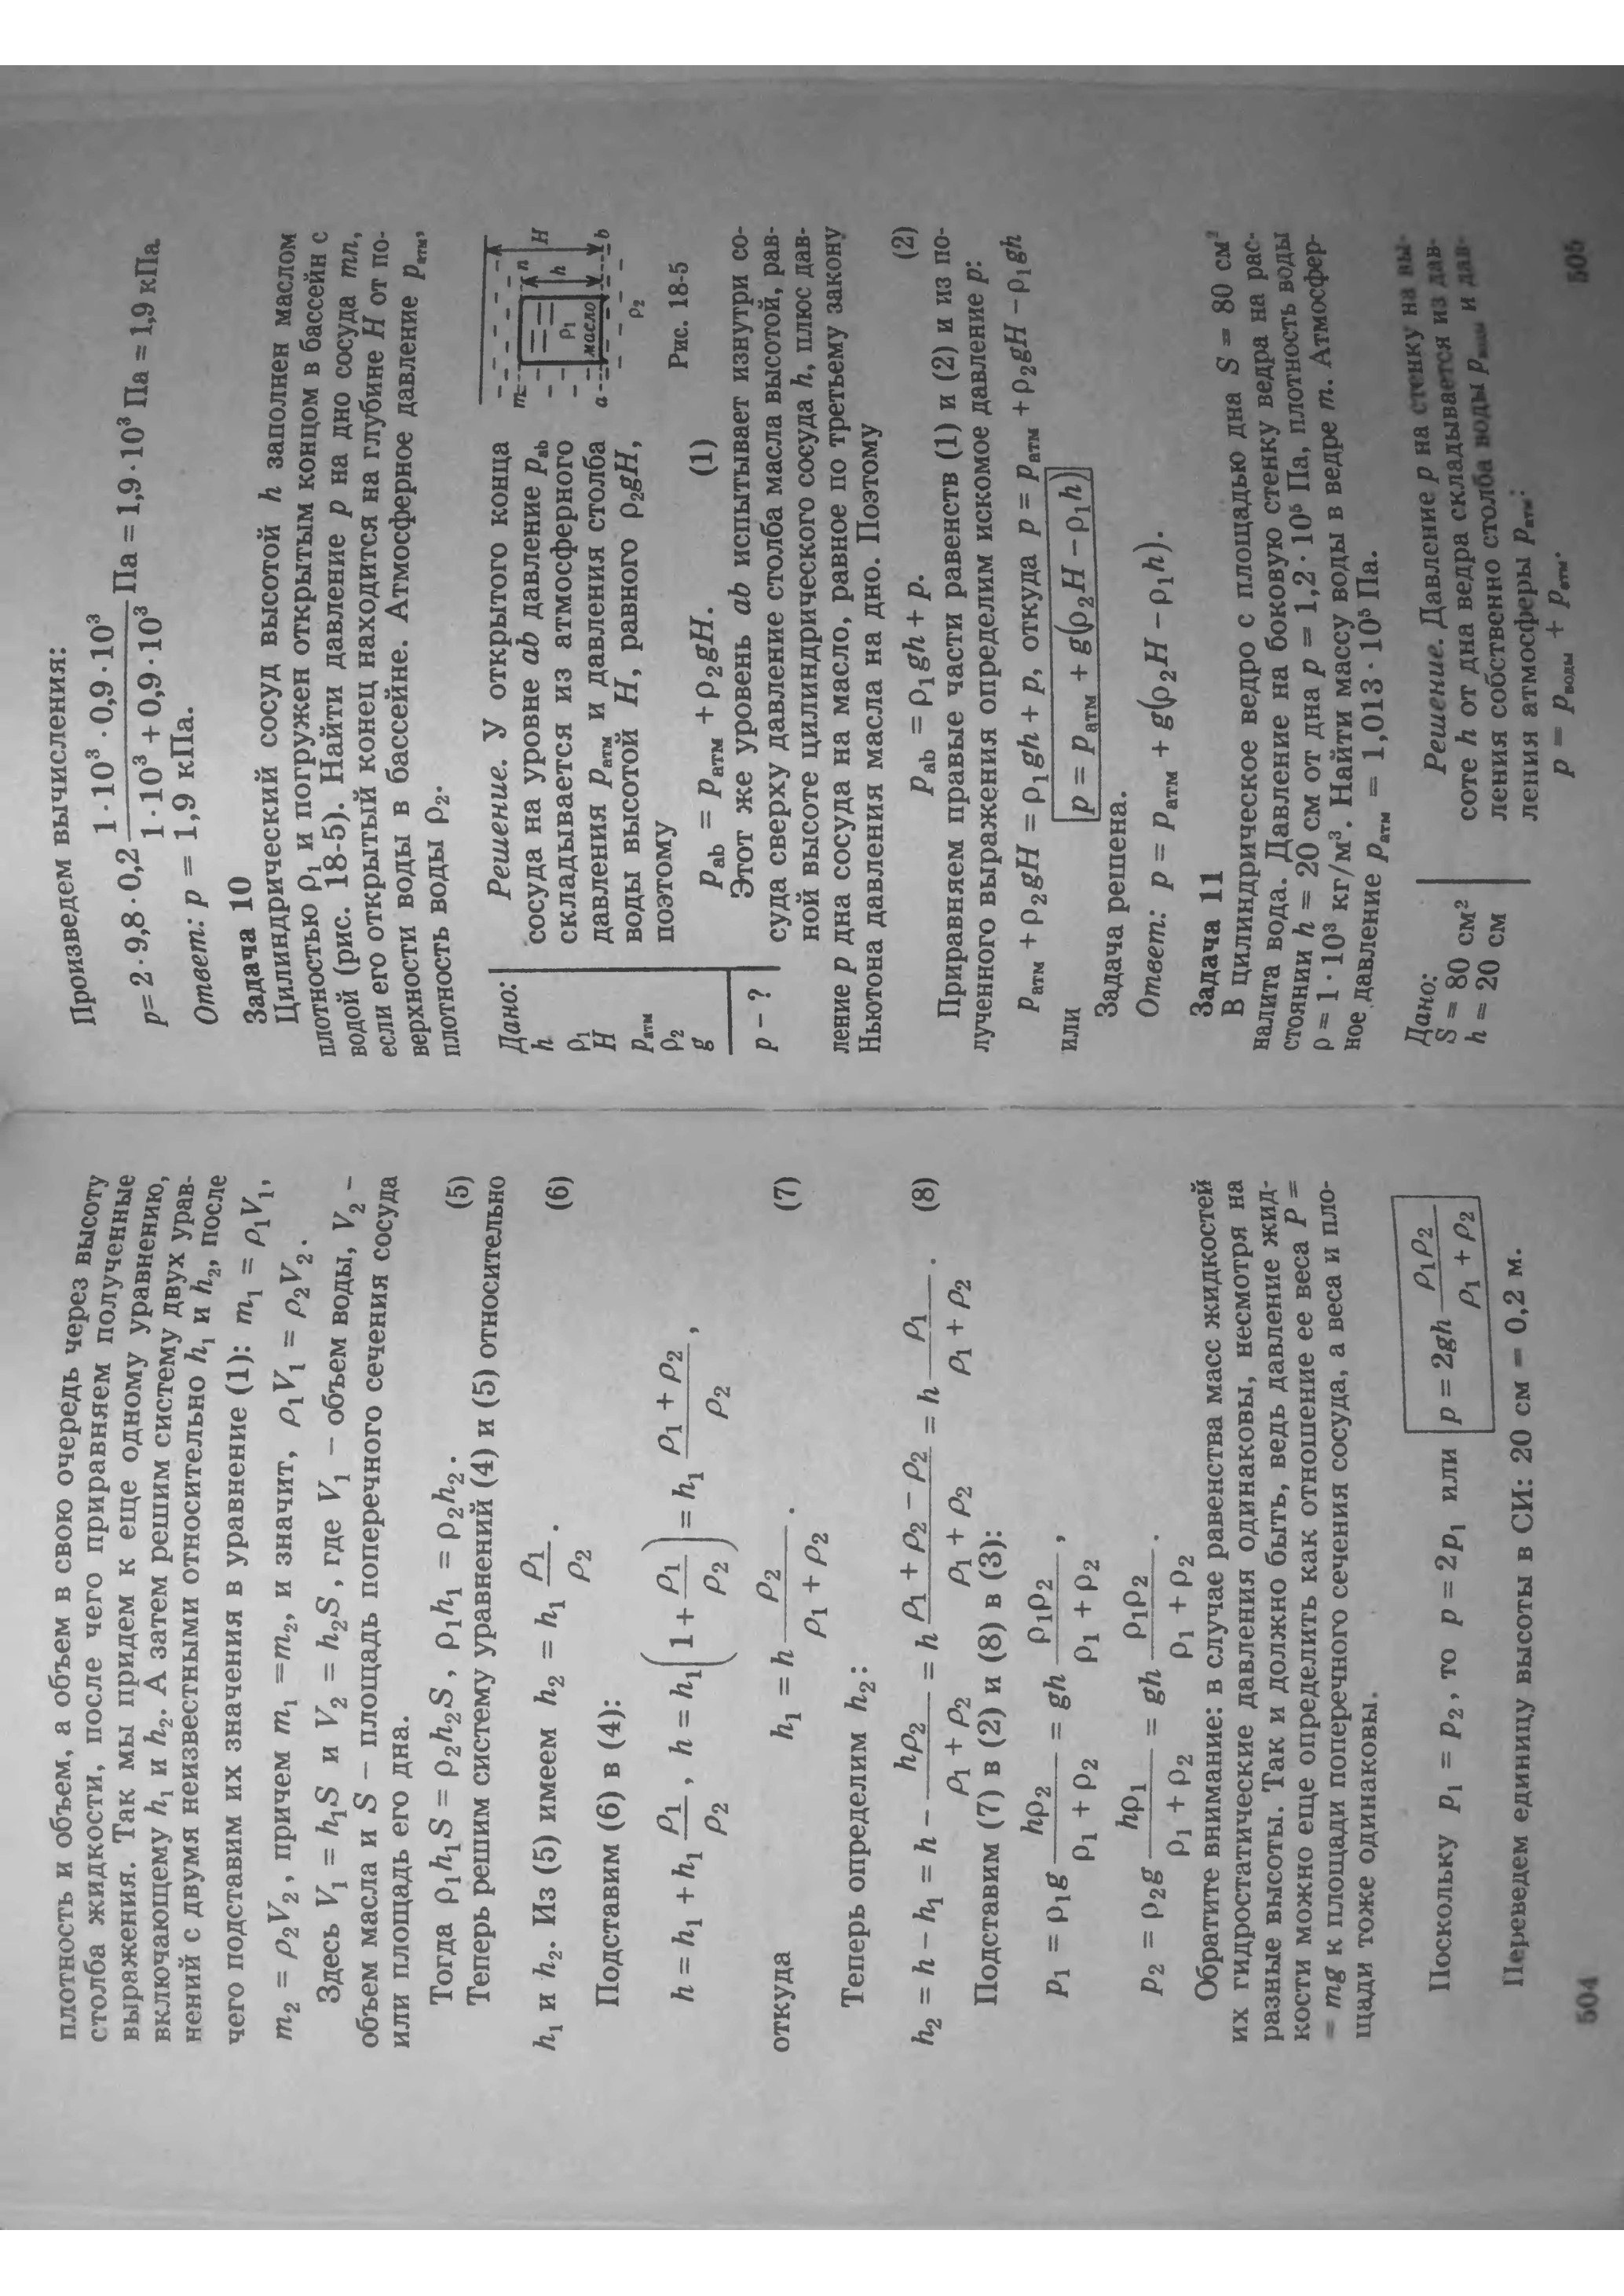 плотность и объем, а объем в свою очередь через высоту
столба жидкости, после чего приравняем полученные
выражения. Так мы придем к еще одному уравнению,
включающему h₁ и h₂. А затем решим систему двух урав-
нений с двумя неизвестными относительно h₁ и h₂, после
чего подставим их значения в уравнение (1): m₁ = ρ₁V₁,
m₂ = ρ₂V₂, причем m₁ = m₂, и значит, ρ₁V₁ = ρ₂V₂.
Здесь V₁ = h₁S и V₂ = h₂S, где V₁ – объем воды, V₂ –
объем масла и S – площадь поперечного сечения сосуда
или площадь его дна.
Тогда ρ₁h₁S = ρ₂h₂S, ρ₁h₁ = ρ₂h₂. (5)
Теперь решим систему уравнений (4) и (5) относительно
h₁ и h₂. Из (5) имеем h₂ = h₁ ρ₁/ρ₂. (6)
Подставим (6) в (4):
h = h₁ + h₁ ρ₁/ρ₂, h = h₁(1 + ρ₁/ρ₂) = h₁ (ρ₁ + ρ₂)/ρ₂,
откуда h₁ = h ρ₂/(ρ₁ + ρ₂). (7)
Теперь определим h₂:
h₂ = h – h₁ = h – hρ₂/(ρ₁ + ρ₂) = h (ρ₁ + ρ₂ – ρ₂)/(ρ₁ + ρ₂) = h ρ₁/(ρ₁ + ρ₂). (8)
Подставим (7) в (2) и (8) в (3):
p₁ = ρ₁g hρ₂/(ρ₁ + ρ₂) = gh ρ₁ρ₂/(ρ₁ + ρ₂),
p₂ = ρ₂g hρ₁/(ρ₁ + ρ₂) = gh ρ₁ρ₂/(ρ₁ + ρ₂).
Обратите внимание: в случае равенства масс жидкостей
их гидростатические давления одинаковы, несмотря на
разные высоты. Так и должно быть, ведь давление жид-
кости можно еще определить как отношение ее веса P =
= mg к площади поперечного сечения сосуда, а веса и пло-
щади тоже одинаковы.
Поскольку p₁ = p₂, то p = 2p₁ или p = 2gh ρ₁ρ₂/(ρ₁ + ρ₂)
Переведем единицу высоты в СИ: 20 см = 0,2 м.
504
Произведем вычисления:
p = 2 · 9,8 · 0,2 (1 · 10³ · 0,9 · 10³)/(1 · 10³ + 0,9 · 10³) Па = 1,9 · 10³ Па = 1,9 кПа
Ответ: p = 1,9 кПа.
Задача 10
Цилиндрический сосуд высотой h заполнен маслом
плотностью ρ₁ и погружен открытым концом в бассейн с
водой (рис. 18-5). Найти давление p на дно сосуда mn,
если его открытый конец находится на глубине H от по-
верхности воды в бассейне. Атмосферное давление pатм,
плотность воды ρ₂.
Дано:
h
ρ₁
H
pатм
ρ₂
g
p – ?
Решение. У открытого конца
сосуда на уровне ab давление pab
складывается из атмосферного
давления pатм и давления столба
воды высотой H, равного ρ₂gH,
поэтому
pab = pатм + ρ₂gH. (1)
m
n
H
h
ρ₁
масло
a
b
ρ₂
Рис. 18-5
Этот же уровень ab испытывает изнутри со-
суда сверху давление столба масла высотой, рав-
ной высоте цилиндрического сосуда h, плюс дав-
ление p дна сосуда на масло, равное по третьему закону
Ньютона давления масла на дно. Поэтому
pab = ρ₁gh + p. (2)
Приравняем правые части равенств (1) и (2) и из по-
лученного выражения определим искомое давление p:
pатм + ρ₂gH = ρ₁gh + p, откуда p = pатм + ρ₂gH – ρ₁gh
или p = pатм + g(ρ₂H – ρ₁h)
Задача решена.
Ответ: p = pатм + g(ρ₂H – ρ₁h).
Задача 11
В цилиндрическое ведро с площадью дна S = 80 см²
налита вода. Давление на боковую стенку ведра на рас-
стоянии h = 20 см от дна p = 1,2 · 10⁵ Па, плотность воды
ρ = 1 · 10³ кг/м³. Найти массу воды в ведре m. Атмосфер-
ное давление pатм = 1,013 · 10⁵ Па.
Дано:
S = 80 см²
h = 20 см
Решение. Давление p на стенку на вы-
соте h от дна ведра складывается из дав-
ления собственно столба воды pводы и дав-
ления атмосферы pатм:
p = pводы + pатм.
505